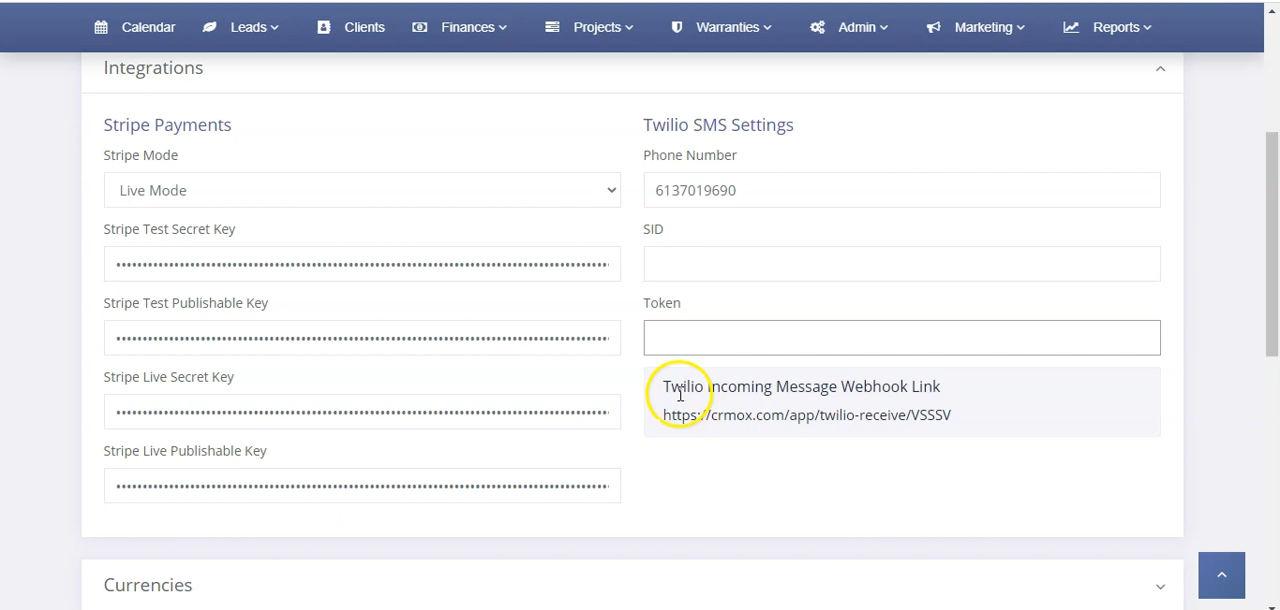 Calendar Leads Clients Finances Projects Warranties Admin Marketing Reports
Integrations
Stripe Payments
Stripe Mode
Live Mode
Stripe Test Secret Key
Stripe Test Publishable Key
Stripe Live Secret Key
Stripe Live Publishable Key
Twilio SMS Settings
Phone Number
6137019690
SID
Token
Twilio Incoming Message Webhook Link
https://crmox.com/app/twilio-receive/VSSSV
Currencies